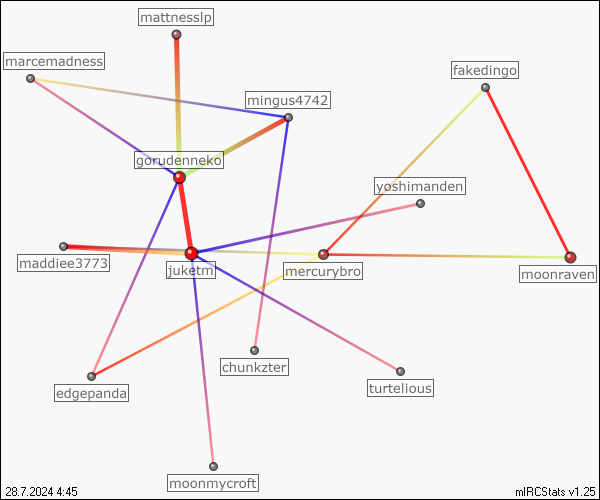 mattnesslp
marcemadness
fakedingo
mingus4742
gorudenneko
yoshimanden
maddiee3773
juketm
mercurybro
moonraven
chunkzter
turtelious
edgepanda
moonmycroft
28.7.2024 4:45
mIRCStats v1.25